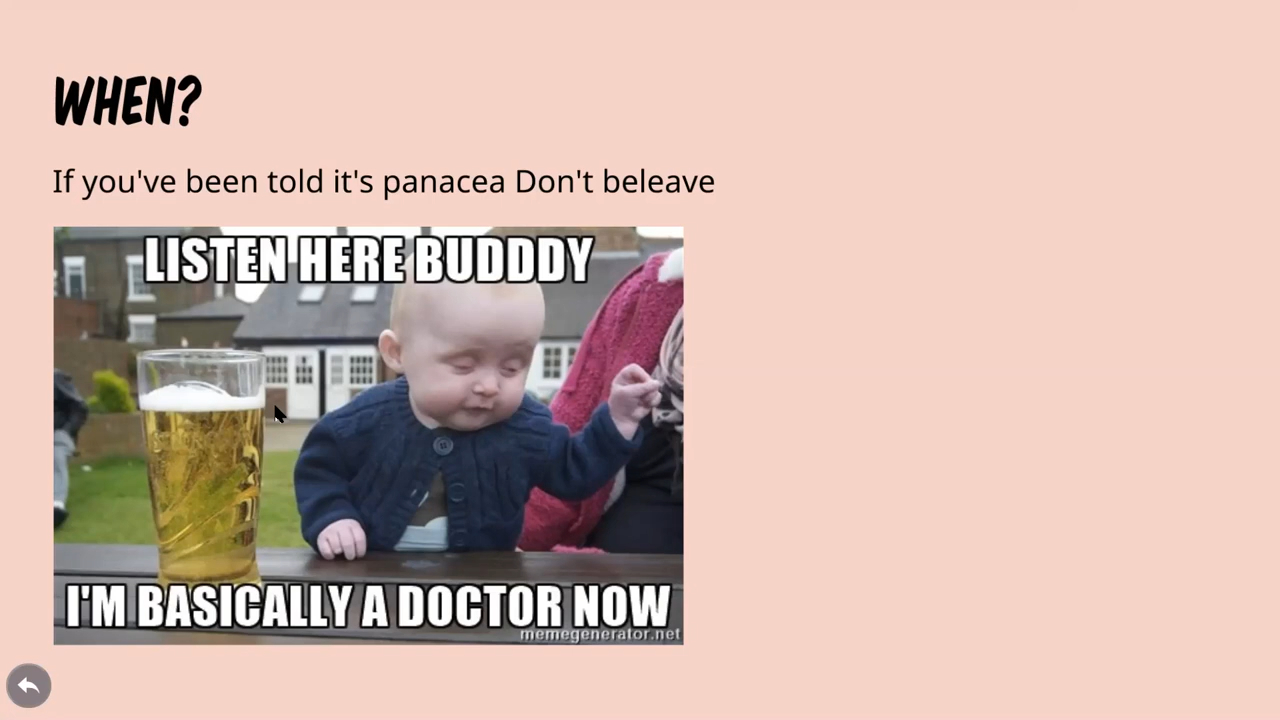 WHEN?
If you've been told it's panacea Don't beleave
LISTEN HERE BUDDDY
I'M BASICALLY A DOCTOR NOW
memegenerator.net